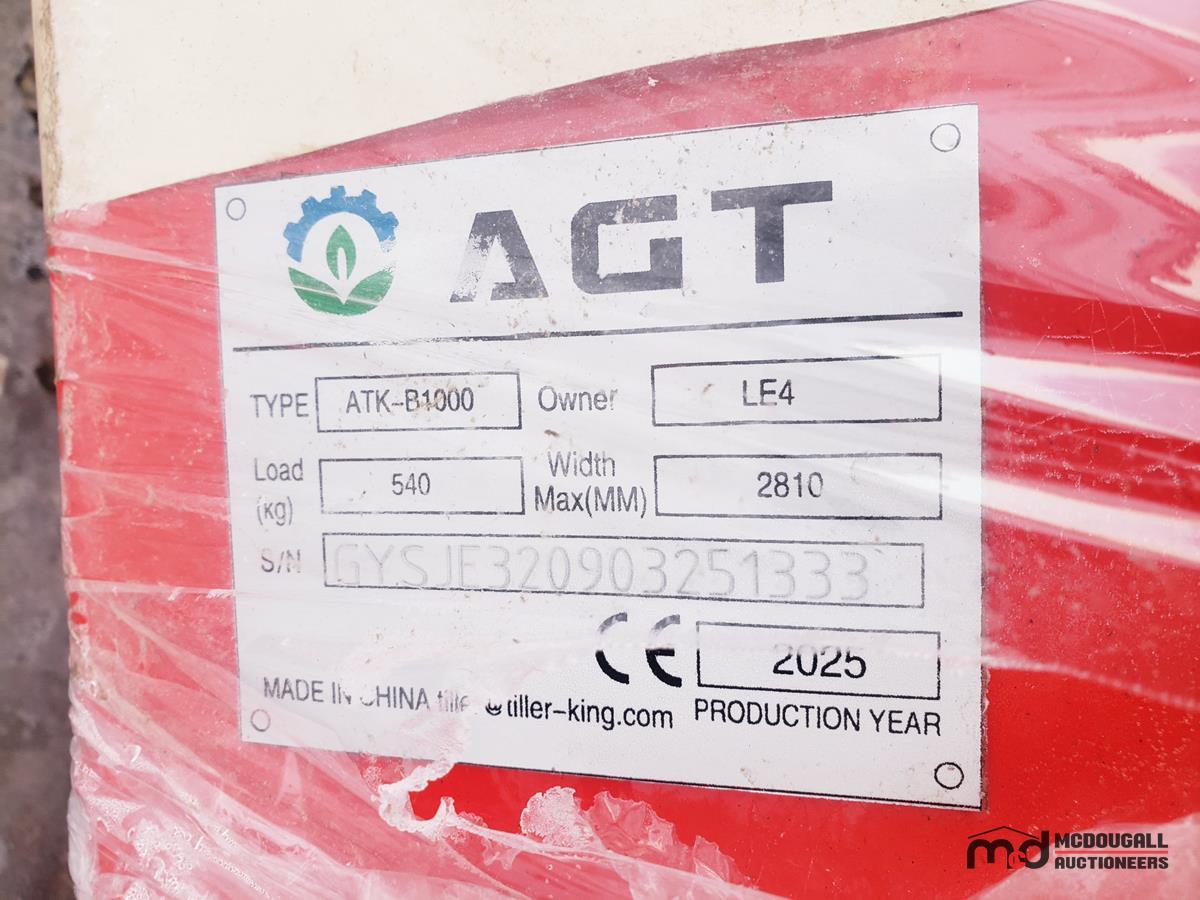 AGT
TYPE ATK-B1000 Owner LE4
Load (kg) 540 Width Max(MM) 2810
S/N GYSJE320903251333
CE 2025
MADE IN CHINA @tiller-king.com PRODUCTION YEAR
md MCDOUGALL
AUCTIONEERS